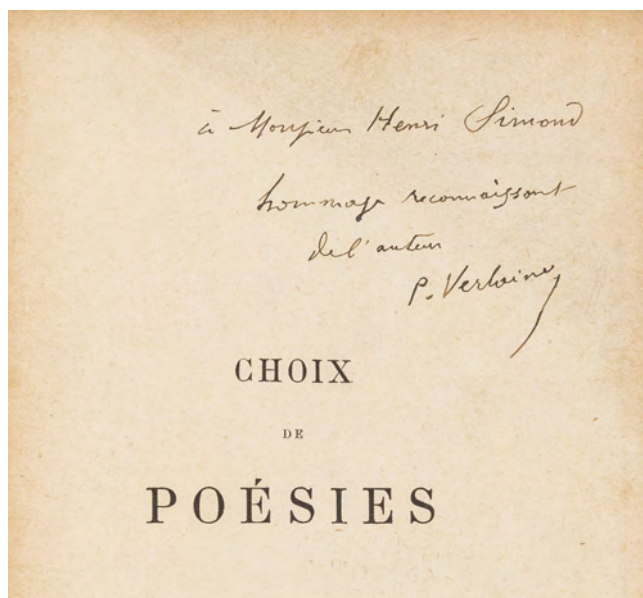 à Monsieur Henri Simond
hommage reconnaissant
de l'auteur
P. Verlaine
CHOIX
DE
POÉSIES